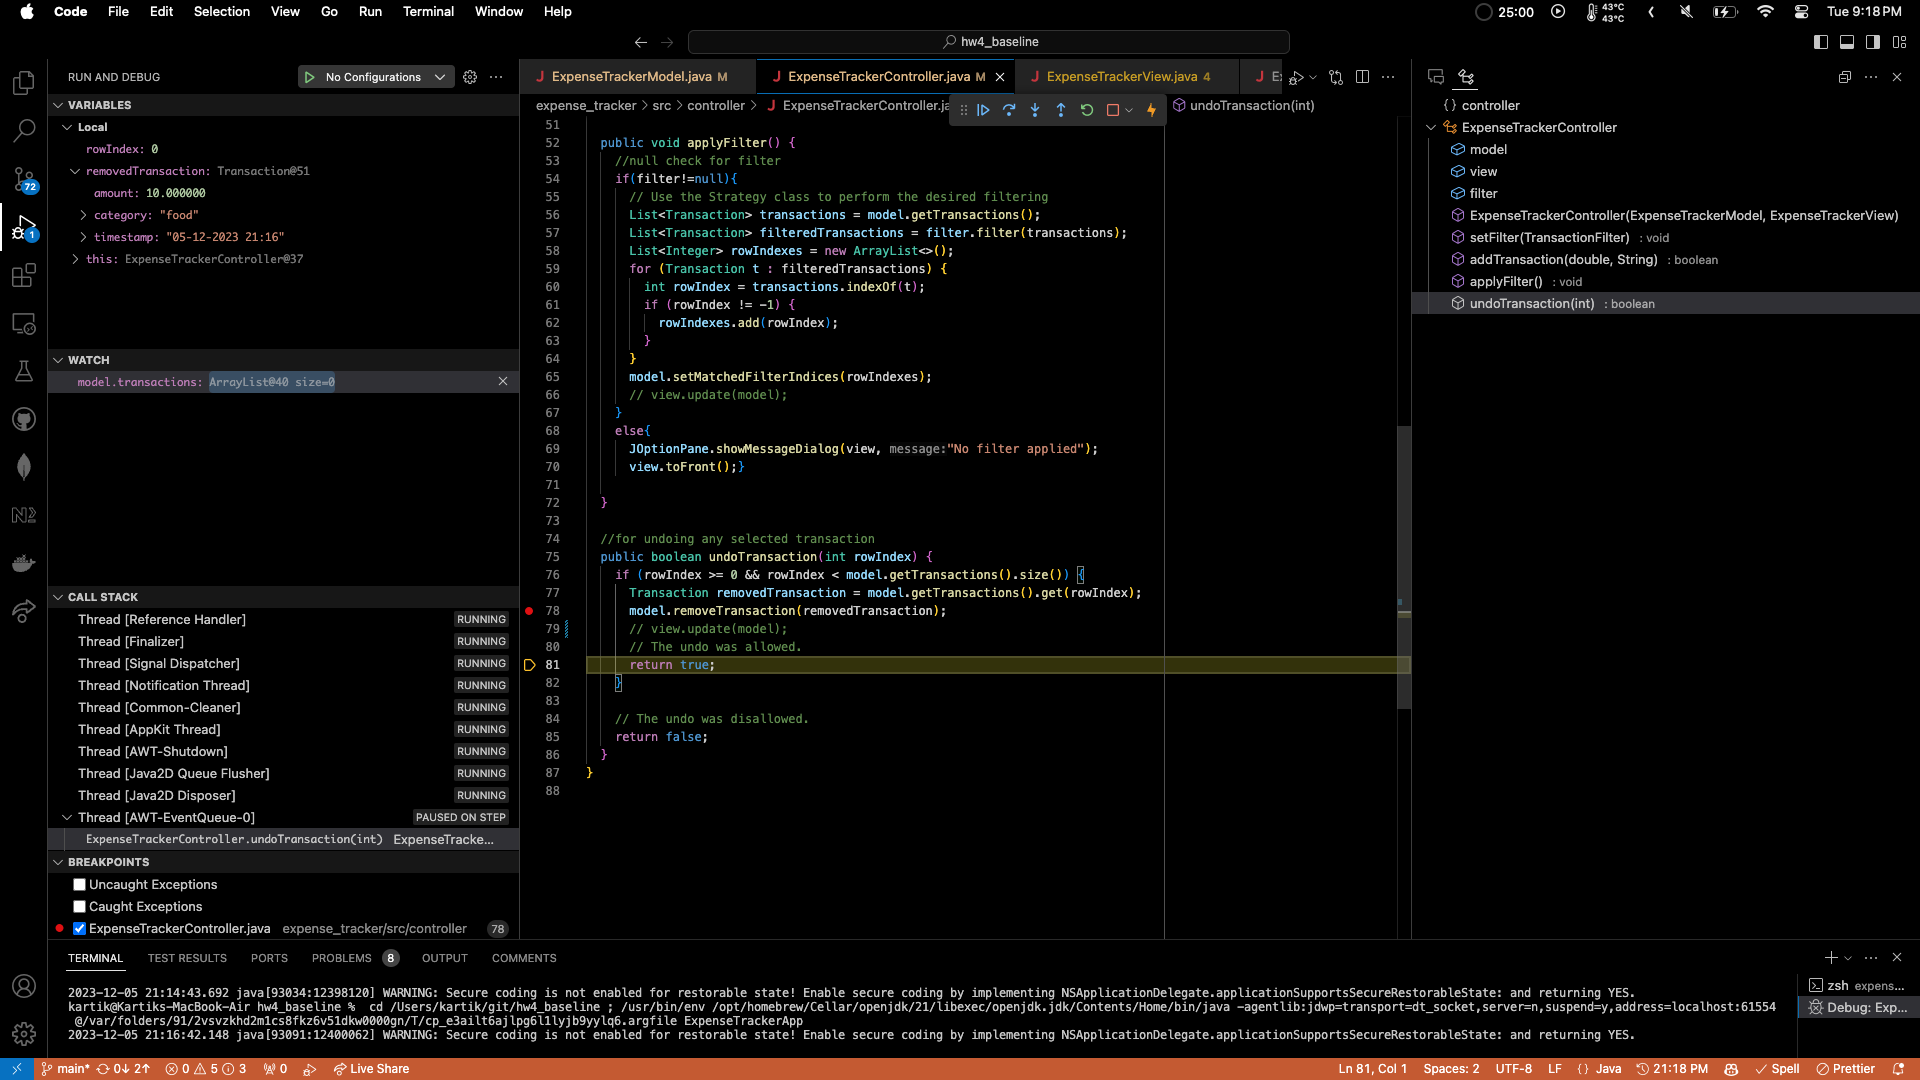 Code File Edit Selection View Go Run Terminal Window Help
25:00 43°C 43°C Tue 9:18 PM
hw4_baseline
RUN AND DEBUG No Configurations
VARIABLES
Local
rowIndex: 0
removedTransaction: Transaction@51
amount: 10.000000
category: "food"
timestamp: "05-12-2023 21:16"
this: ExpenseTrackerController@37
WATCH
model.transactions: ArrayList@40 size=0
CALL STACK
Thread [Reference Handler] RUNNING
Thread [Finalizer] RUNNING
Thread [Signal Dispatcher] RUNNING
Thread [Notification Thread] RUNNING
Thread [Common-Cleaner] RUNNING
Thread [AppKit Thread] RUNNING
Thread [AWT-Shutdown] RUNNING
Thread [Java2D Queue Flusher] RUNNING
Thread [Java2D Disposer] RUNNING
Thread [AWT-EventQueue-0] PAUSED ON STEP
ExpenseTrackerController.undoTransaction(int) ExpenseTracke...
BREAKPOINTS
Uncaught Exceptions
Caught Exceptions
ExpenseTrackerController.java expense_tracker/src/controller 78
72
1
ExpenseTrackerModel.java M ExpenseTrackerController.java M ExpenseTrackerView.java 4
expense_tracker > src > controller > ExpenseTrackerController.ja undoTransaction(int)
51
52 public void applyFilter() {
53 //null check for filter
54 if(filter!=null){
55 // Use the Strategy class to perform the desired filtering
56 List<Transaction> transactions = model.getTransactions();
57 List<Transaction> filteredTransactions = filter.filter(transactions);
58 List<Integer> rowIndexes = new ArrayList<>();
59 for (Transaction t : filteredTransactions) {
60 int rowIndex = transactions.indexOf(t);
61 if (rowIndex != -1) {
62 rowIndexes.add(rowIndex);
63 }
64 }
65 model.setMatchedFilterIndices(rowIndexes);
66 // view.update(model);
67 }
68 else{
69 JOptionPane.showMessageDialog(view, message:"No filter applied");
70 view.toFront();}
71
72 }
73
74 //for undoing any selected transaction
75 public boolean undoTransaction(int rowIndex) {
76 if (rowIndex >= 0 && rowIndex < model.getTransactions().size()) {
77 Transaction removedTransaction = model.getTransactions().get(rowIndex);
78 model.removeTransaction(removedTransaction);
79 // view.update(model);
80 // The undo was allowed.
81 return true;
82 }
83
84 // The undo was disallowed.
85 return false;
86 }
87 }
88
{} controller
ExpenseTrackerController
model
view
filter
ExpenseTrackerController(ExpenseTrackerModel, ExpenseTrackerView)
setFilter(TransactionFilter) : void
addTransaction(double, String) : boolean
applyFilter() : void
undoTransaction(int) : boolean
TERMINAL TEST RESULTS PORTS PROBLEMS 8 OUTPUT COMMENTS
2023-12-05 21:14:43.692 java[93034:12398120] WARNING: Secure coding is not enabled for restorable state! Enable secure coding by implementing NSApplicationDelegate.applicationSupportsSecureRestorableState: and returning YES.
kartik@Kartiks-MacBook-Air hw4_baseline % cd /Users/kartik/git/hw4_baseline ; /usr/bin/env /opt/homebrew/Cellar/openjdk/21/libexec/openjdk.jdk/Contents/Home/bin/java -agentlib:jdwp=transport=dt_socket,server=n,suspend=y,address=localhost:61554
@/var/folders/91/2vsvzkhd2m1cs8fkz6v51dkw0000gn/T/cp_e3ailt6ajlpg6l1lyjb9yylq6.argfile ExpenseTrackerApp
2023-12-05 21:16:42.148 java[93091:12400062] WARNING: Secure coding is not enabled for restorable state! Enable secure coding by implementing NSApplicationDelegate.applicationSupportsSecureRestorableState: and returning YES.
zsh expens...
Debug: Exp...
main* 0↓ 2↑ 0 5 3 0 Live Share Ln 81, Col 1 Spaces: 2 UTF-8 LF {} Java 21:18 PM Spell Prettier